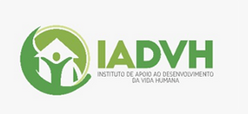 IADVH
INSTITUTO DE APOIO AO DESENVOLVIMENTO
DA VIDA HUMANA